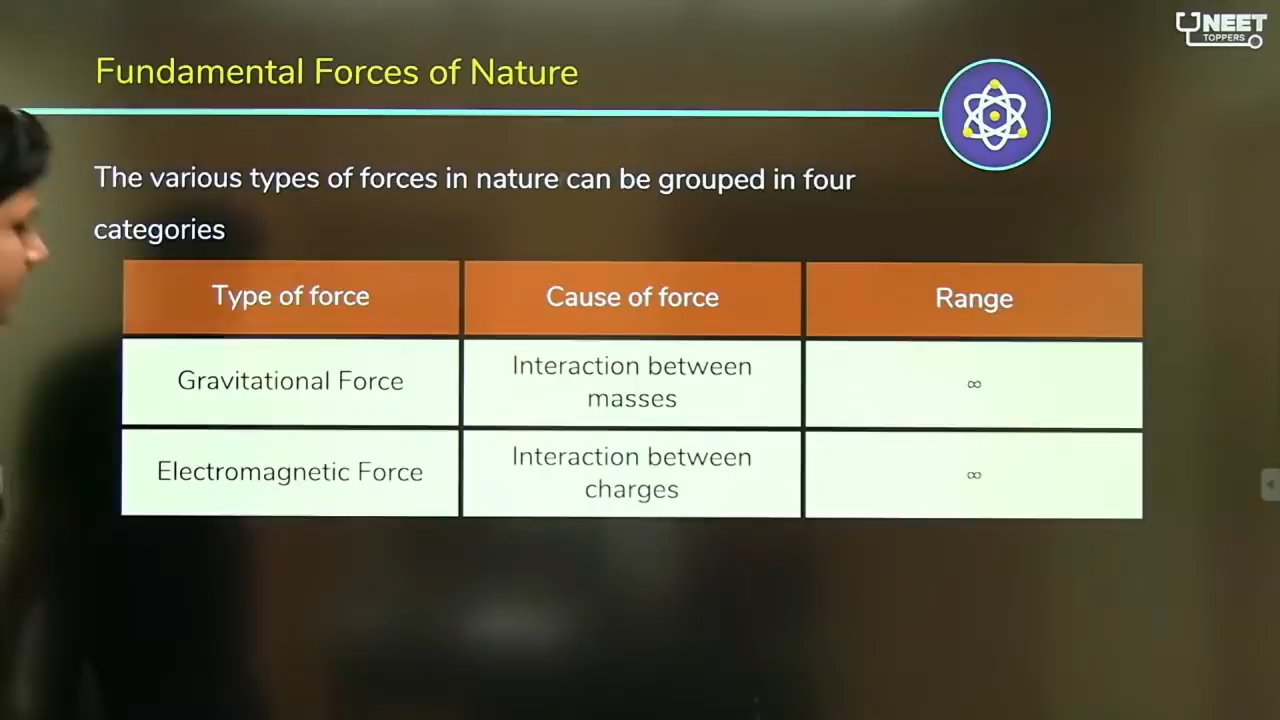 NEET
TOPPERS
Fundamental Forces of Nature
The various types of forces in nature can be grouped in four
categories
Type of force
Cause of force
Range
Gravitational Force
Interaction between
masses
∞
Electromagnetic Force
Interaction between
charges
∞